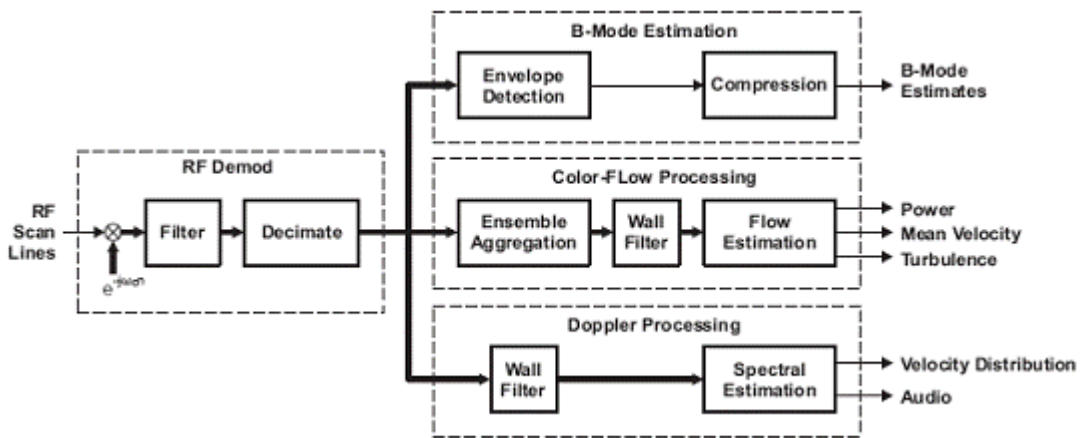 B-Mode Estimation
Envelope
Detection
Compression
B-Mode
Estimates
RF Demod
RF
Scan
Lines
Filter
Decimate
Color-FLow Processing
Ensemble
Aggregation
Wall
Filter
Flow
Estimation
Power
Mean Velocity
Turbulence
Doppler Processing
Wall
Filter
Spectral
Estimation
Velocity Distribution
Audio